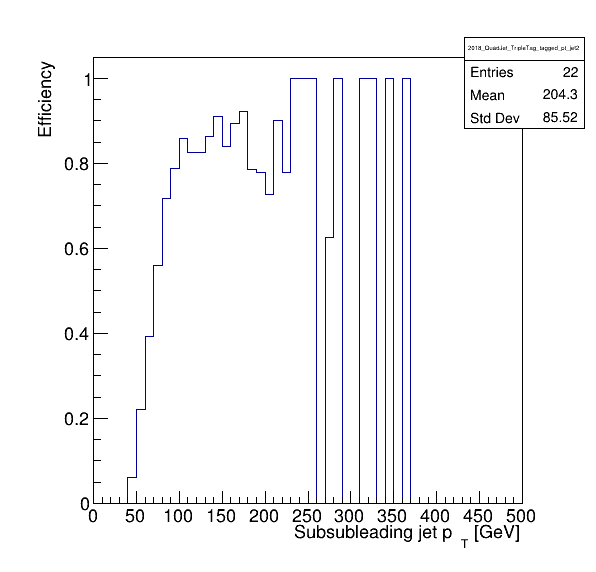 2018_QuadJet_TripleTag_tagged_pt_jet2
Entries 22
Mean 204.3
Std Dev 85.52
Efficiency
1
0.8
0.6
0.4
0.2
0
0 50 100 150 200 250 300 350 400 450 500
Subsubleading jet p T [GeV]